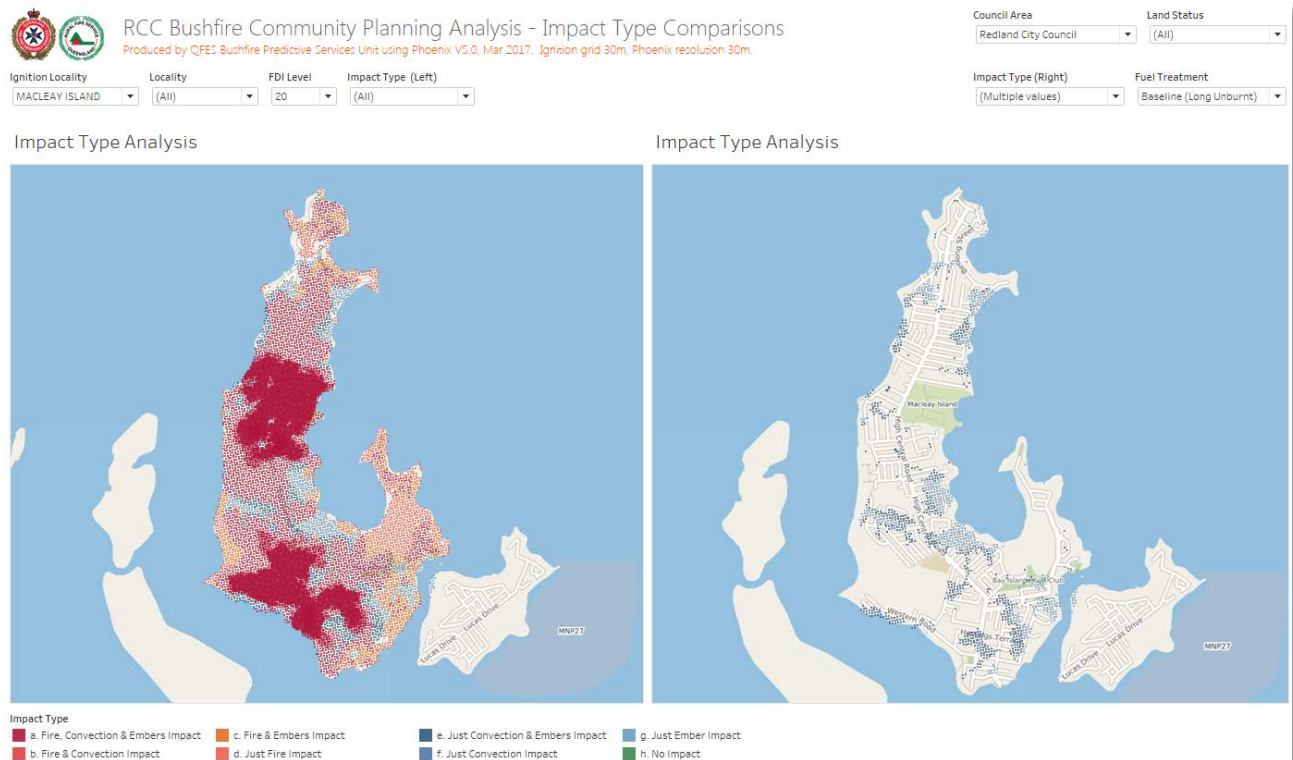 RCC Bushfire Community Planning Analysis - Impact Type Comparisons
Produced by QFES Bushfire Predictive Services Unit using Phoenix V5.0, Mar 2017. Ignition grid 30m, Phoenix resolution 30m.
Council Area
Land Status
Redland City Council
(All)
Ignition Locality
Locality
FDI Level
Impact Type (Left)
Impact Type (Right)
Fuel Treatment
MACLEAY ISLAND
(All)
20
(All)
(Multiple values)
Baseline (Long Unburnt)
Impact Type Analysis
Impact Type Analysis
Lucas Drive
Lucas Drive
MNP27
Macleay Island
High Central Road
High Central
Bay Islands Golf Club
Western Road
Lucas Drive
Lucas Drive
MNP27
Impact Type
a. Fire, Convection & Embers Impact
c. Fire & Embers Impact
e. Just Convection & Embers Impact
g. Just Ember Impact
b. Fire & Convection Impact
d. Just Fire Impact
f. Just Convection Impact
h. No Impact